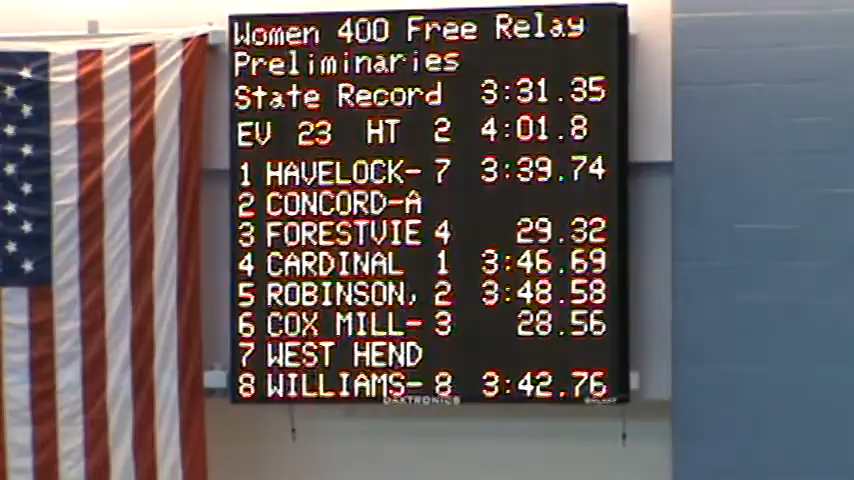 Women 400 Free Relay
Preliminaries
State Record 3:31.35
EV 23 HT 2 4:01.8
1 HAVELOCK- 7 3:39.74
2 CONCORD-A
3 FORESTVIE 4 29.32
4 CARDINAL 1 3:46.69
5 ROBINSON, 2 3:48.58
6 COX MILL- 3 28.56
7 WEST HEND
8 WILLIAMS- 8 3:42.76
DAKTRONICS